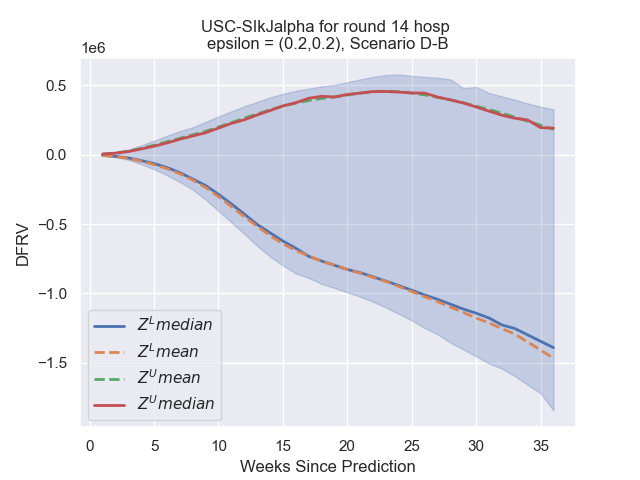 USC-SIkJalpha for round 14 hosp
epsilon = (0.2,0.2), Scenario D-B
1e6
0.5
0.0
−0.5
−1.0
−1.5
DFRV
Z^L median
Z^L mean
Z^U mean
Z^U median
0 5 10 15 20 25 30 35
Weeks Since Prediction